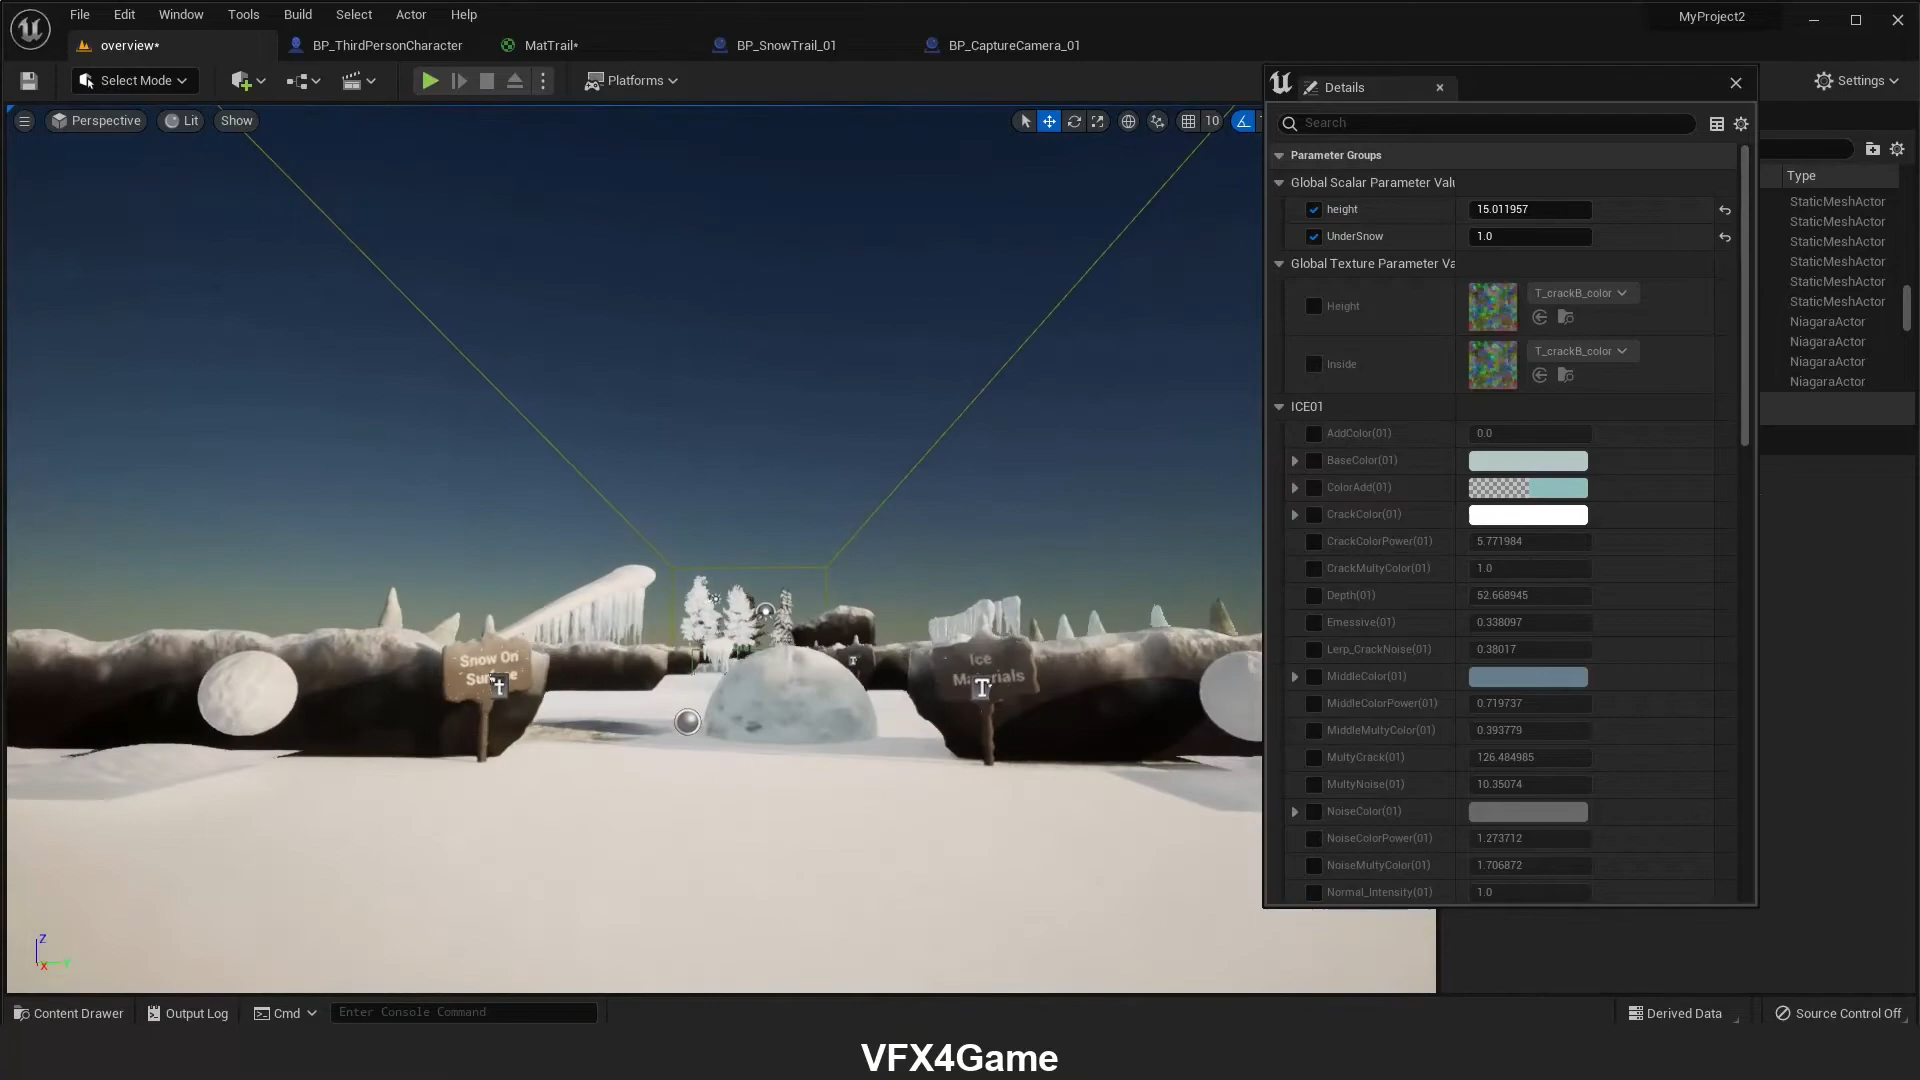 File Edit Window Tools Build Select Actor Help
MyProject2
overview*
BP_ThirdPersonCharacter
MatTrail*
BP_SnowTrail_01
BP_CaptureCamera_01
Select Mode
Platforms
Settings
Perspective
Lit
Show
10
Details
Search
Parameter Groups
Global Scalar Parameter Valu
height 15.011957
UnderSnow 1.0
Global Texture Parameter Va
Height T_crackB_color
Inside T_crackB_color
ICE01
AddColor(01) 0.0
BaseColor(01)
ColorAdd(01)
CrackColor(01)
CrackColorPower(01) 5.771984
CrackMultyColor(01) 1.0
Depth(01) 52.668945
Emessive(01) 0.338097
Lerp_CrackNoise(01) 0.38017
MiddleColor(01)
MiddleColorPower(01) 0.719737
MiddleMultyColor(01) 0.393779
MultyCrack(01) 126.484985
MultyNoise(01) 10.35074
NoiseColor(01)
NoiseColorPower(01) 1.273712
NoiseMultyColor(01) 1.706872
Normal_Intensity(01) 1.0
Type
StaticMeshActor
StaticMeshActor
StaticMeshActor
StaticMeshActor
StaticMeshActor
StaticMeshActor
NiagaraActor
NiagaraActor
NiagaraActor
NiagaraActor
Snow On
Ice
Materials
Z
X
Y
Content Drawer
Output Log
Cmd
Enter Console Command
Derived Data
Source Control Off
VFX4Game